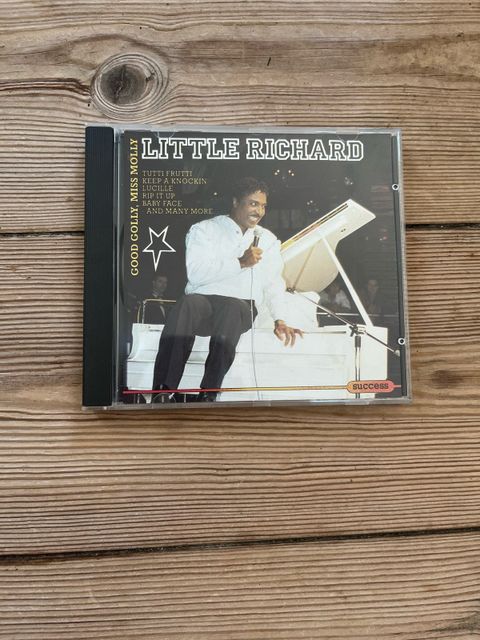 LITTLE RICHARD
GOOD GOLLY, MISS MOLLY
TUTTI FRUTTI
KEEP A KNOCKIN
LUCILLE
RIP IT UP
BABY FACE
AND MANY MORE
success